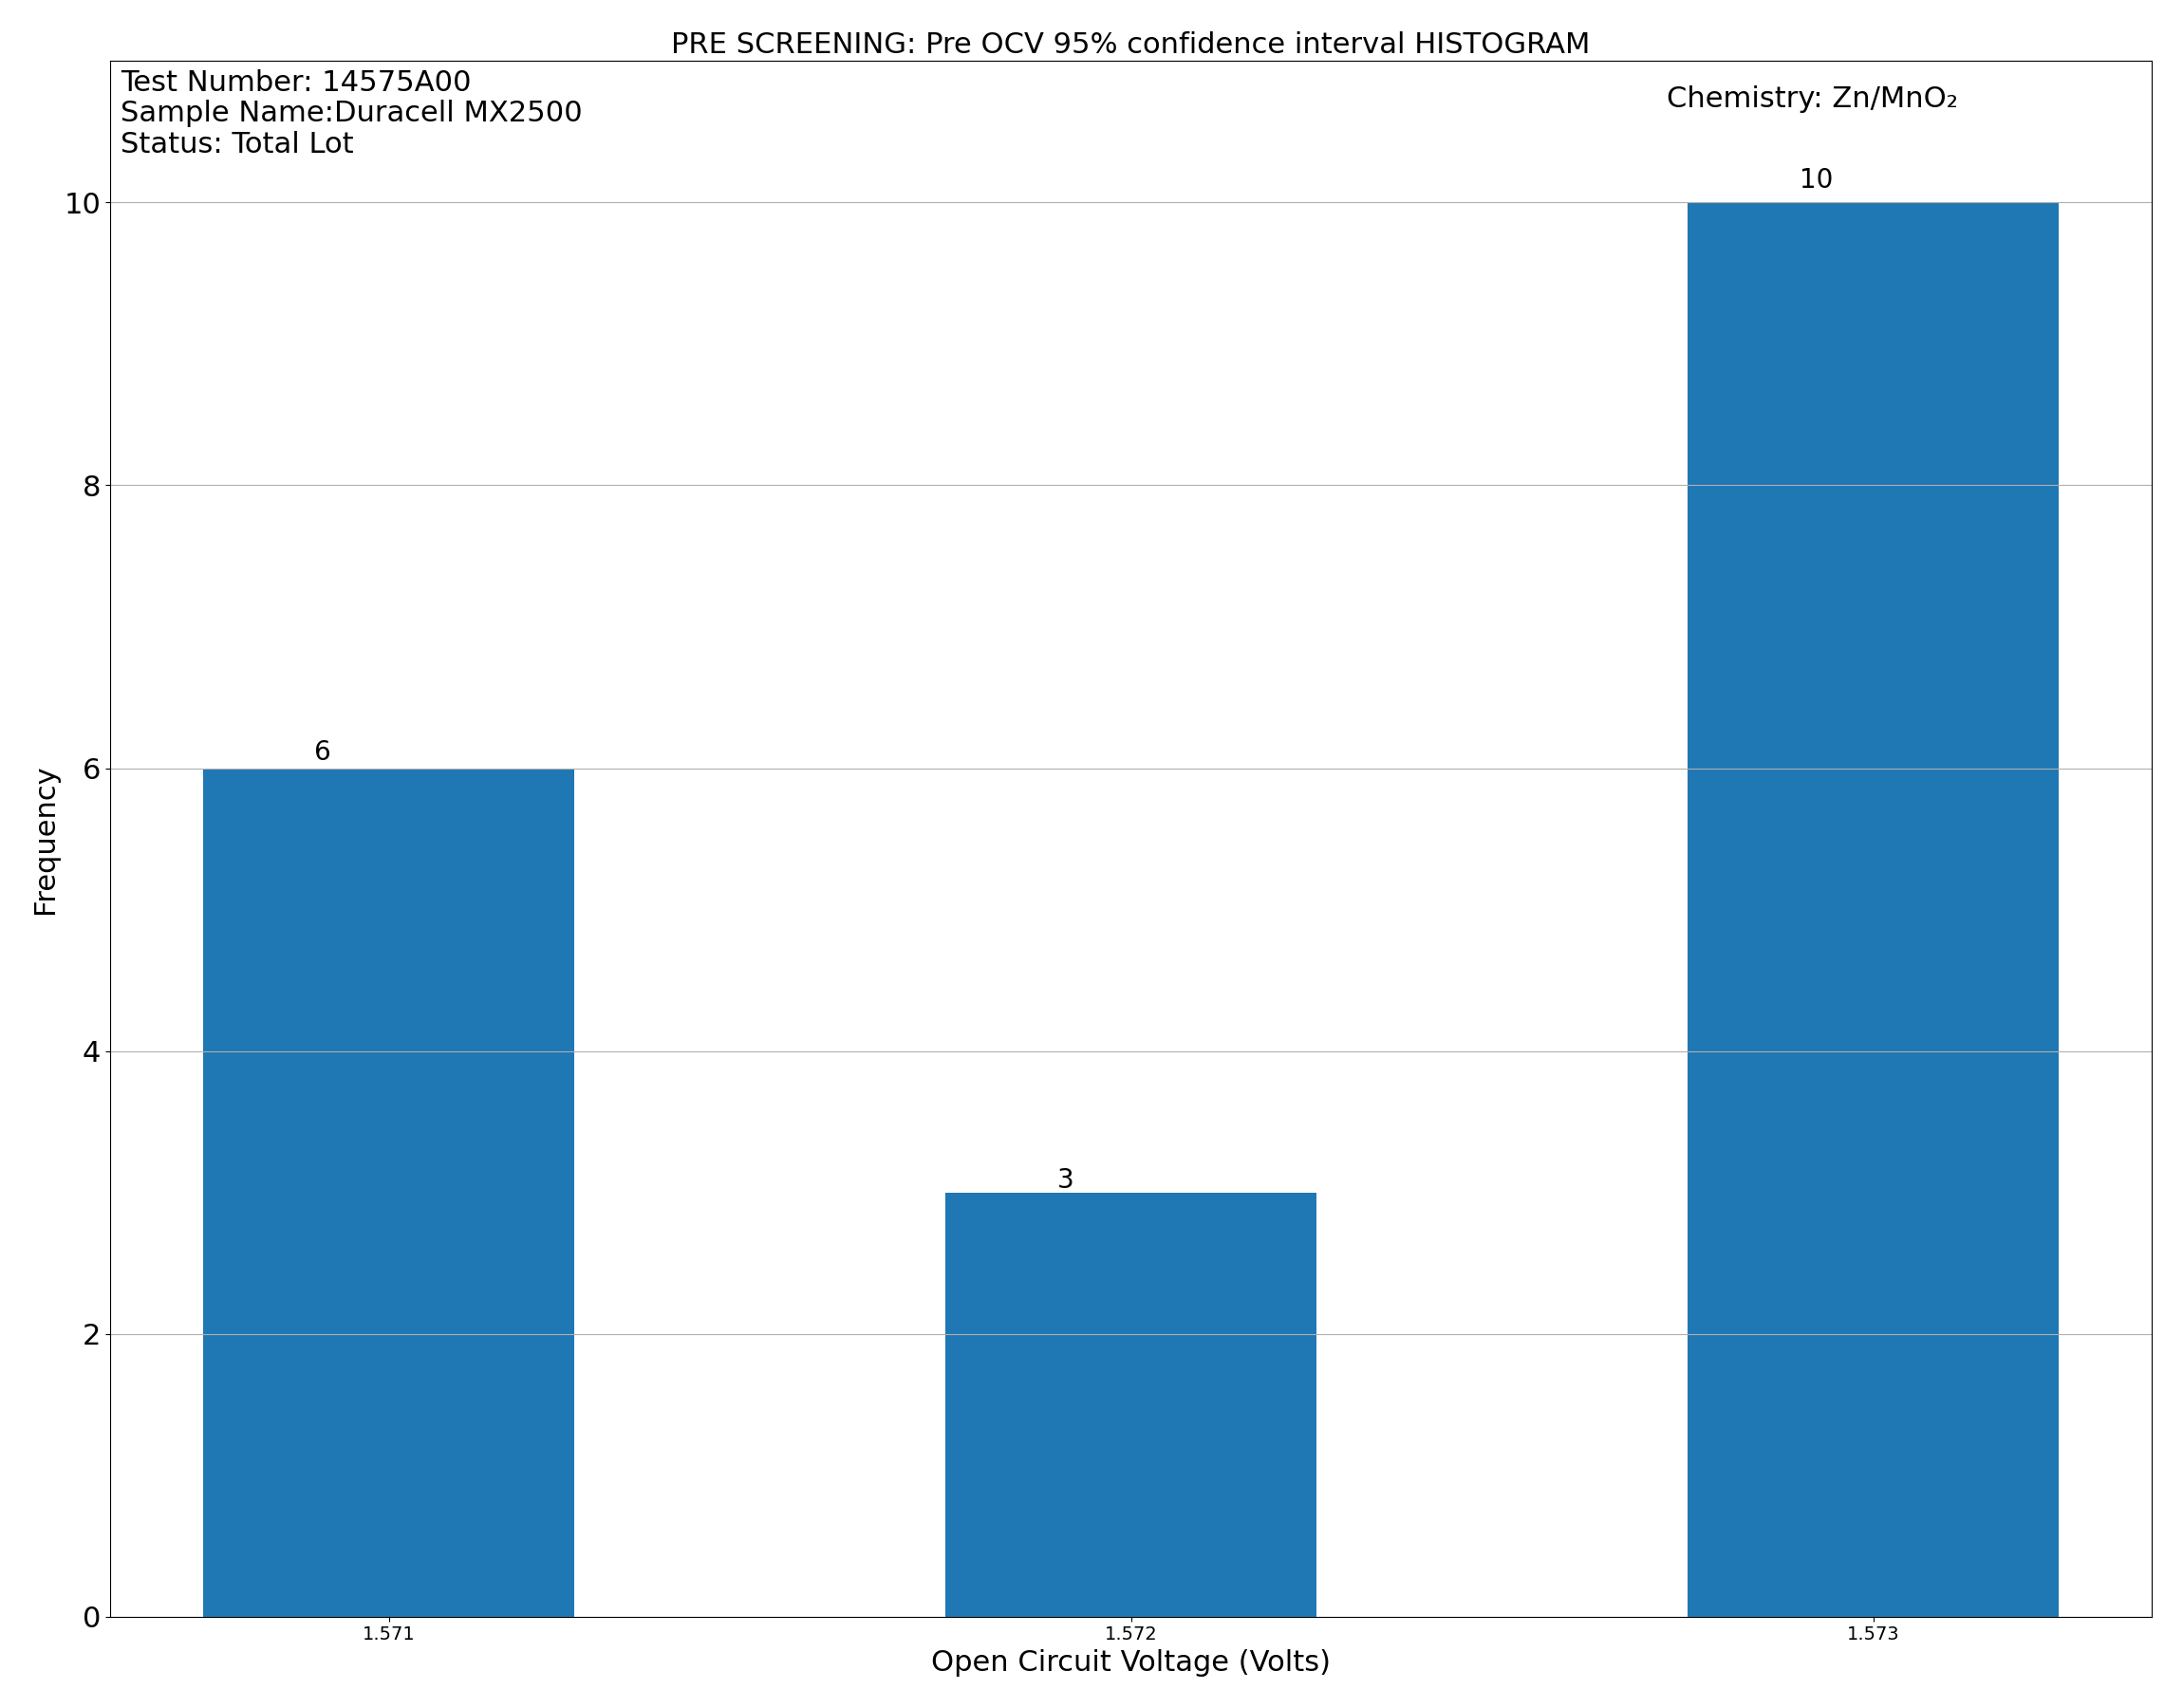 PRE SCREENING: Pre OCV 95% confidence interval HISTOGRAM
Test Number: 14575A00
Sample Name:Duracell MX2500
Status: Total Lot
Chemistry: Zn/MnO₂
10
10
8
6
6
4
3
2
0
Frequency
1.571
1.572
1.573
Open Circuit Voltage (Volts)